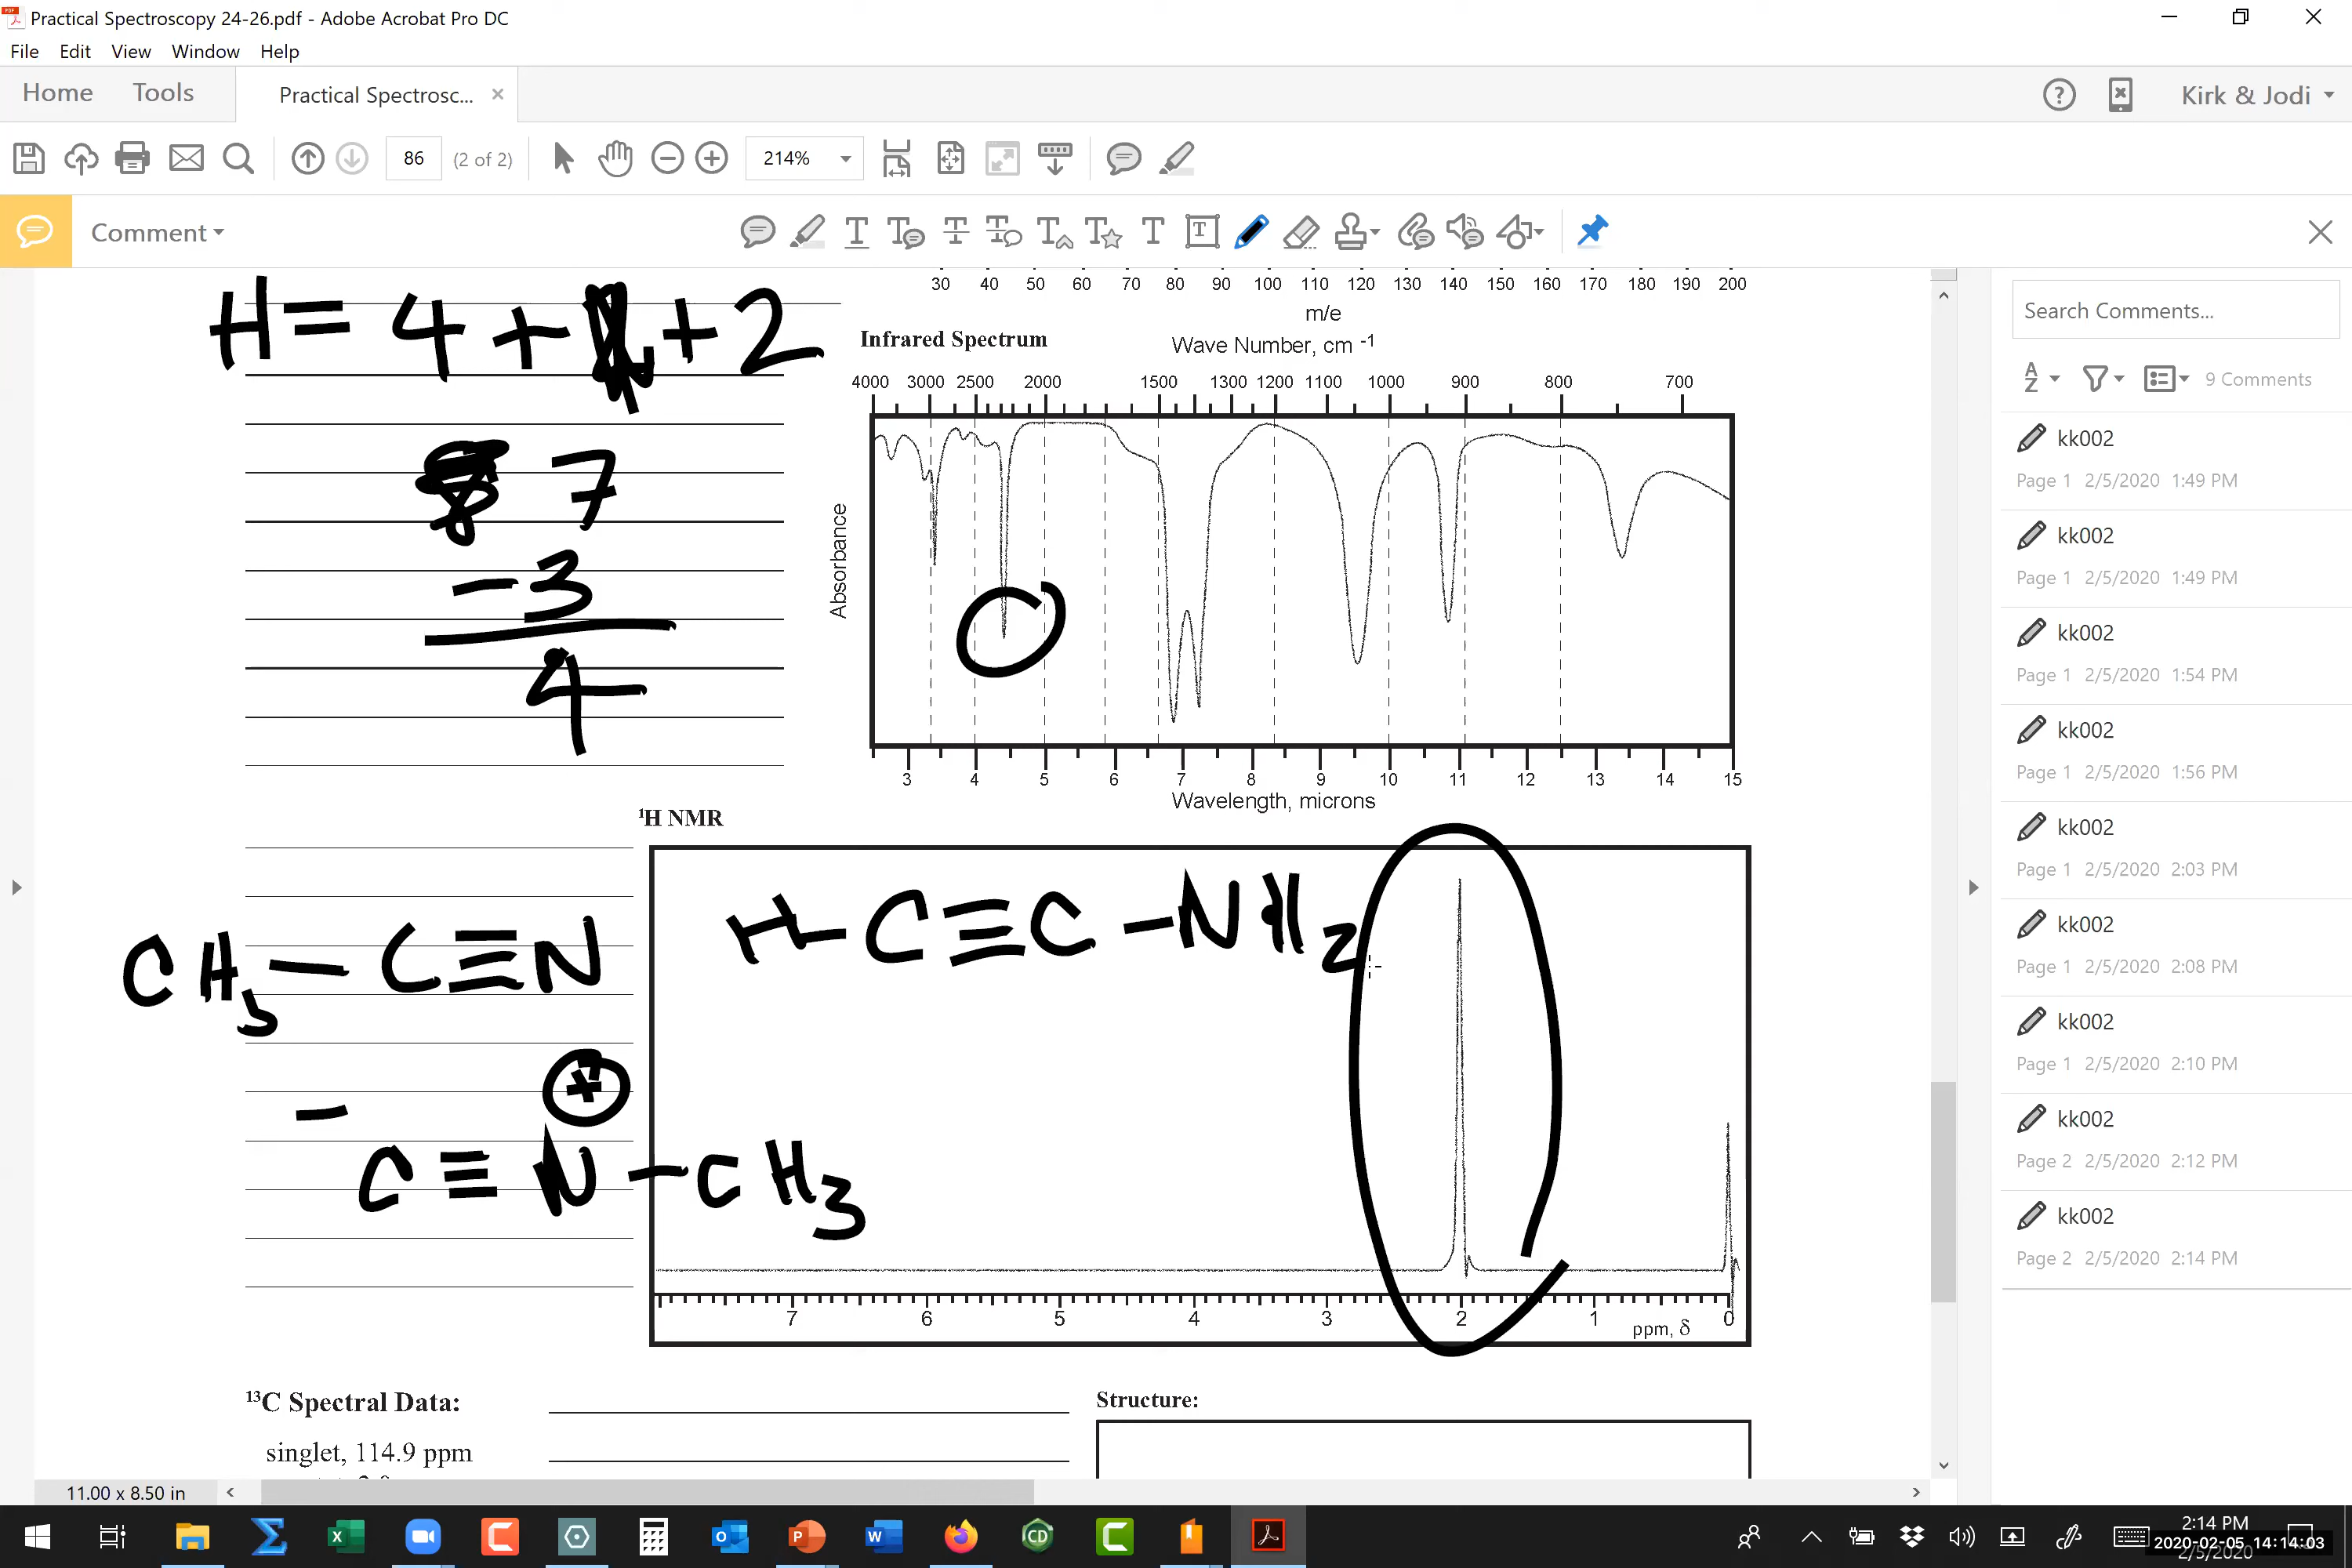 Practical Spectroscopy 24-26.pdf - Adobe Acrobat Pro DC
File Edit View Window Help
Home Tools Practical Spectrosc... × Kirk & Jodi
86 (2 of 2) 214%
Comment
H = 4 + + 2
7
- 3
4
30 40 50 60 70 80 90 100 110 120 130 140 150 160 170 180 190 200
m/e
Infrared Spectrum Wave Number, cm -1
4000 3000 2500 2000 1500 1300 1200 1100 1000 900 800 700
Absorbance
3 4 5 6 7 8 9 10 11 12 13 14 15
Wavelength, microns
1H NMR
H-C≡C-NH2
CH3-C≡N
- +
C≡N-CH3
7 6 5 4 3 2 1 0
ppm, δ
13C Spectral Data:
singlet, 114.9 ppm
Structure:
11.00 x 8.50 in
Search Comments...
A Z 9 Comments
kk002
Page 1 2/5/2020 1:49 PM
kk002
Page 1 2/5/2020 1:49 PM
kk002
Page 1 2/5/2020 1:54 PM
kk002
Page 1 2/5/2020 1:56 PM
kk002
Page 1 2/5/2020 2:03 PM
kk002
Page 1 2/5/2020 2:08 PM
kk002
Page 1 2/5/2020 2:10 PM
kk002
Page 2 2/5/2020 2:12 PM
kk002
Page 2 2/5/2020 2:14 PM
2:14 PM
2020-02-05 14:14:03
2/5/2020